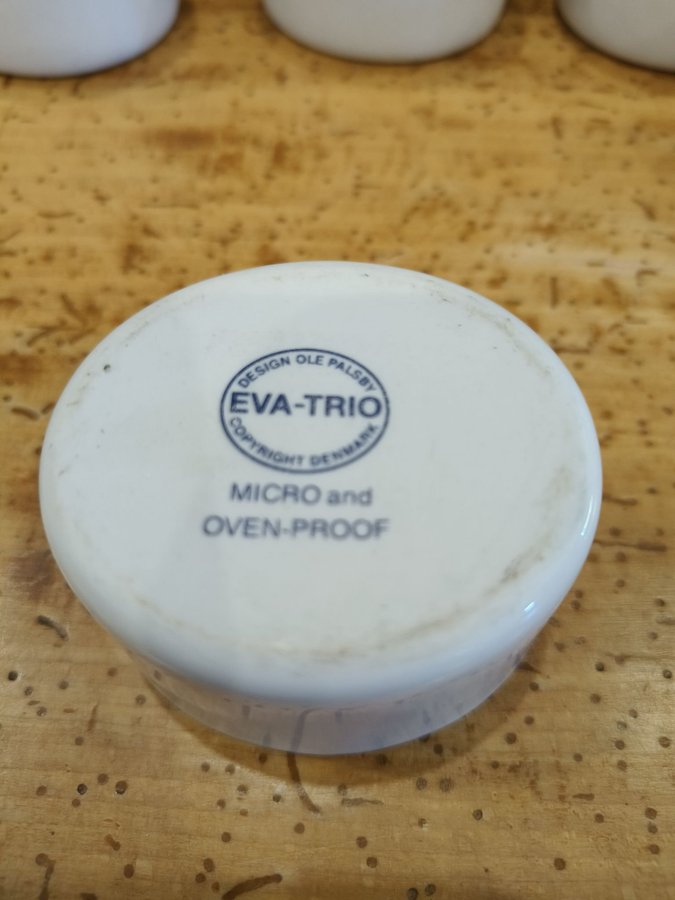 DESIGN OLE PALSBY
EVA-TRIO
COPYRIGHT DENMARK
MICRO and
OVEN-PROOF